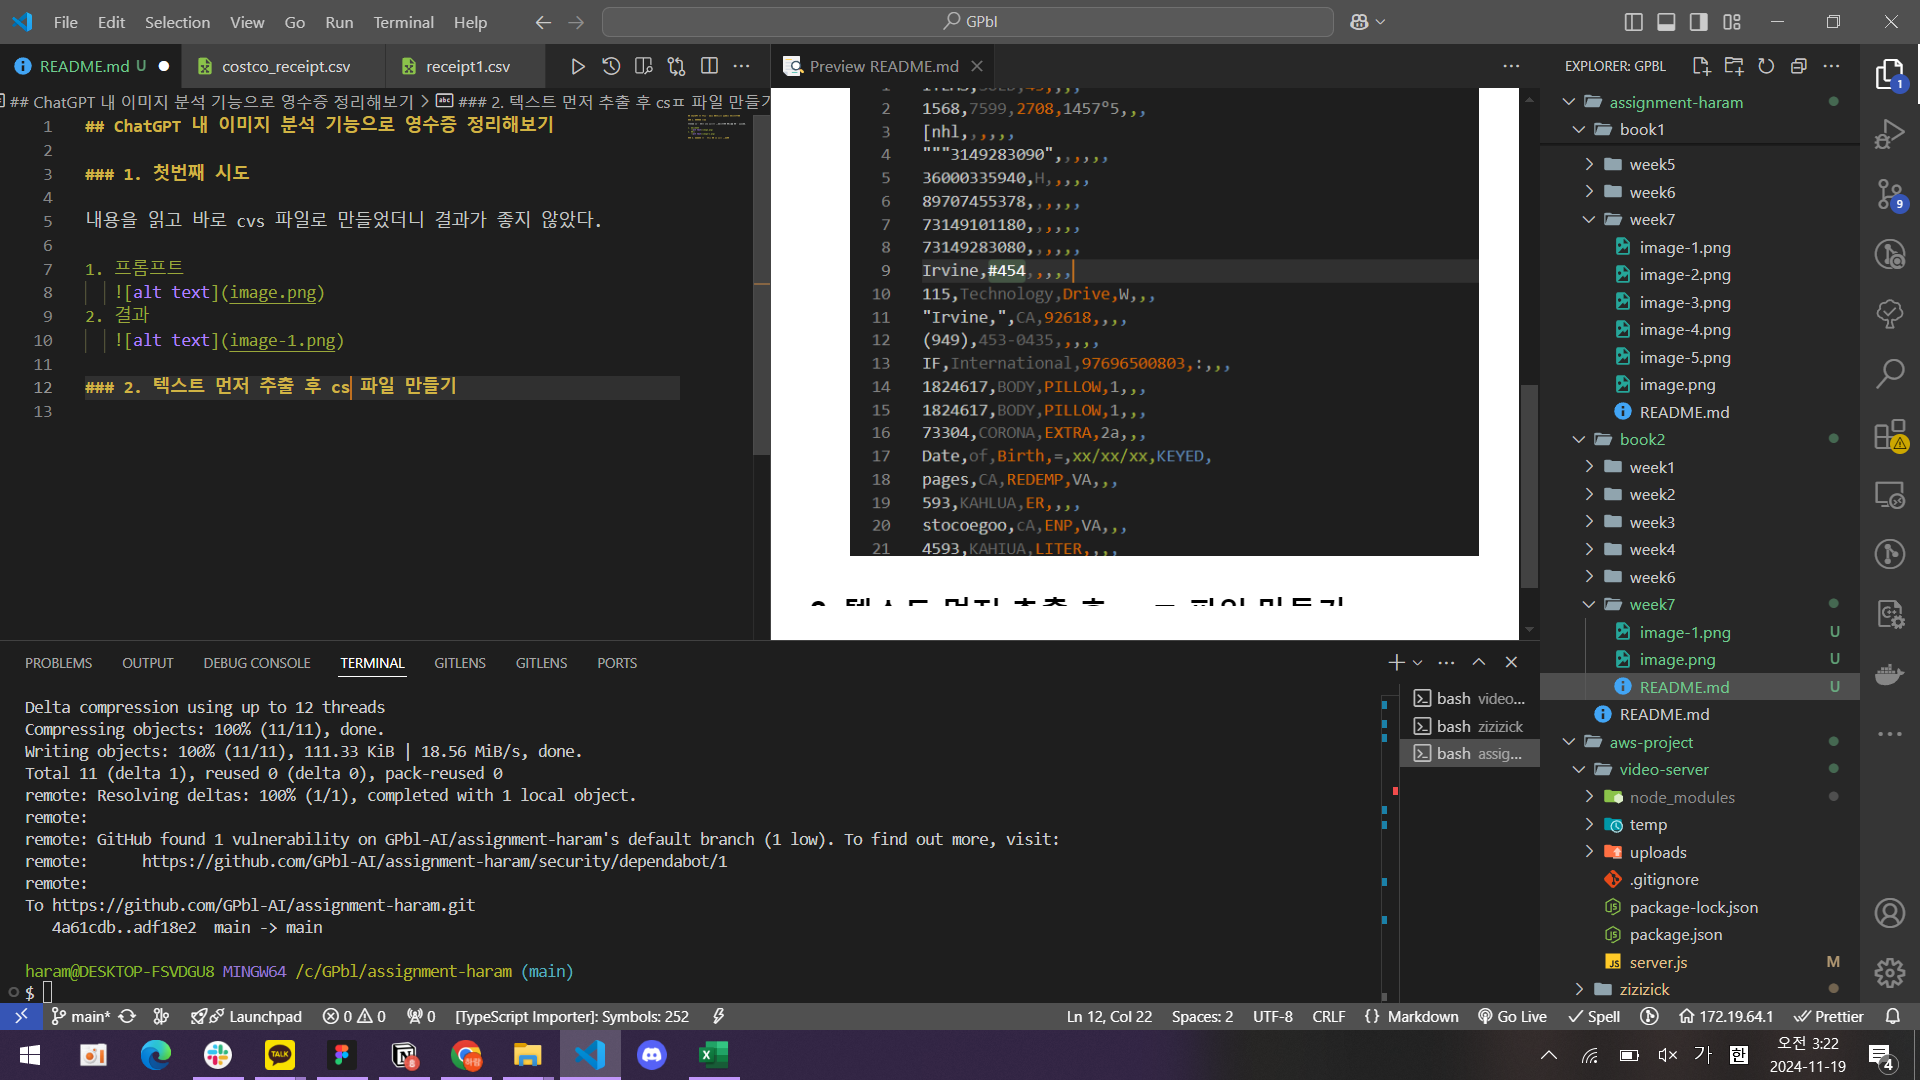 File Edit Selection View Go Run Terminal Help
GPbl
README.md U
costco_receipt.csv
receipt1.csv
Preview README.md
EXPLORER: GPBL
## ChatGPT 내 이미지 분석 기능으로 영수증 정리해보기 > ### 2. 텍스트 먼저 추출 후 csㅍ 파일 만들기
1 ## ChatGPT 내 이미지 분석 기능으로 영수증 정리해보기
2
3 ### 1. 첫번째 시도
4
5 내용을 읽고 바로 cvs 파일로 만들었더니 결과가 좋지 않았다.
6
7 1. 프롬프트
8 ![alt text](image.png)
9 2. 결과
10 ![alt text](image-1.png)
11
12 ### 2. 텍스트 먼저 추출 후 cs 파일 만들기
13
2 1568,7599,2708,1457°5,,,
3 [nhl,,,,,,
4 """3149283090",,,,,,
5 36000335940,H,,,,,
6 89707455378,,,,,,
7 73149101180,,,,,,
8 73149283080,,,,,,
9 Irvine,#454,,,,,
10 115,Technology,Drive,W,,,
11 "Irvine,",CA,92618,,,,
12 (949),453-0435,,,,,
13 IF,International,97696500803,:,,,
14 1824617,BODY,PILLOW,1,,,
15 1824617,BODY,PILLOW,1,,,
16 73304,CORONA,EXTRA,2a,,,
17 Date,of,Birth,=,xx/xx/xx,KEYED,
18 pages,CA,REDEMP,VA,,,
19 593,KAHLUA,ER,,,,
20 stocoegoo,cA,ENP,VA,,,
21 4593,KAHIUA,LITER,,,,
assignment-haram
book1
week5
week6
week7
image-1.png
image-2.png
image-3.png
image-4.png
image-5.png
image.png
README.md
book2
week1
week2
week3
week4
week6
week7
image-1.png U
image.png U
README.md U
README.md
aws-project
video-server
node_modules
temp
uploads
.gitignore
package-lock.json
package.json
server.js M
zizizick
1
9
PROBLEMS OUTPUT DEBUG CONSOLE TERMINAL GITLENS GITLENS PORTS
Delta compression using up to 12 threads
Compressing objects: 100% (11/11), done.
Writing objects: 100% (11/11), 111.33 KiB | 18.56 MiB/s, done.
Total 11 (delta 1), reused 0 (delta 0), pack-reused 0
remote: Resolving deltas: 100% (1/1), completed with 1 local object.
remote:
remote: GitHub found 1 vulnerability on GPbl-AI/assignment-haram's default branch (1 low). To find out more, visit:
remote: https://github.com/GPbl-AI/assignment-haram/security/dependabot/1
remote:
To https://github.com/GPbl-AI/assignment-haram.git
4a61cdb..adf18e2 main -> main
haram@DESKTOP-FSVDGU8 MINGW64 /c/GPbl/assignment-haram (main)
$
bash video...
bash zizizick
bash assig...
main* Launchpad 0 0 0 [TypeScript Importer]: Symbols: 252
Ln 12, Col 22 Spaces: 2 UTF-8 CRLF {} Markdown Go Live Spell 172.19.64.1 Prettier
TALK
가 한
오전 3:22
2024-11-19
4